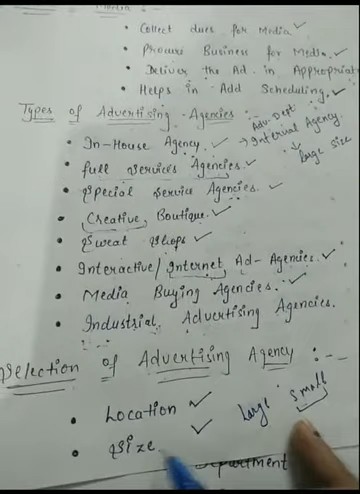 Media :
• Collect dues for Media
• Procure Business for Media.
• Deliver the Ad. in Appropriat
• Helps in Add Scheduling.
Types of Advertising Agencies :-
Adv. Dept
• In-House Agency. → Internal Agency.
↓ large size
• full Services Agencies.
• Special Service Agencies.
• Creative Boutique.
• Sweat Shops
• Interactive/Internet Ad-Agencies.
• Media Buying Agencies.
• Industrial Advertising Agencies.
Selection of Advertising Agency :-
• Location
• Size large small
partment